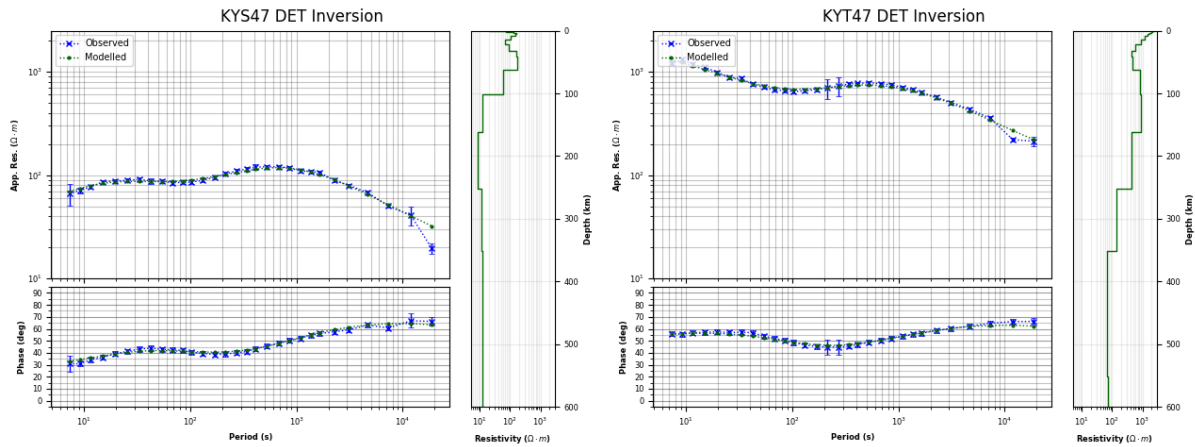 KYS47 DET Inversion
Observed
Modelled
App. Res. (Ω · m)
10³
10²
10¹
Phase (deg)
90
80
70
60
50
40
30
20
10
0
10¹ 10² 10³ 10⁴
Period (s)
0
100
200
300
400
500
600
Depth (km)
10¹ 10² 10³
Resistivity (Ω · m)
KYT47 DET Inversion
Observed
Modelled
App. Res. (Ω · m)
10³
10²
10¹
Phase (deg)
90
80
70
60
50
40
30
20
10
0
10¹ 10² 10³ 10⁴
Period (s)
0
100
200
300
400
500
600
Depth (km)
10¹ 10² 10³
Resistivity (Ω · m)